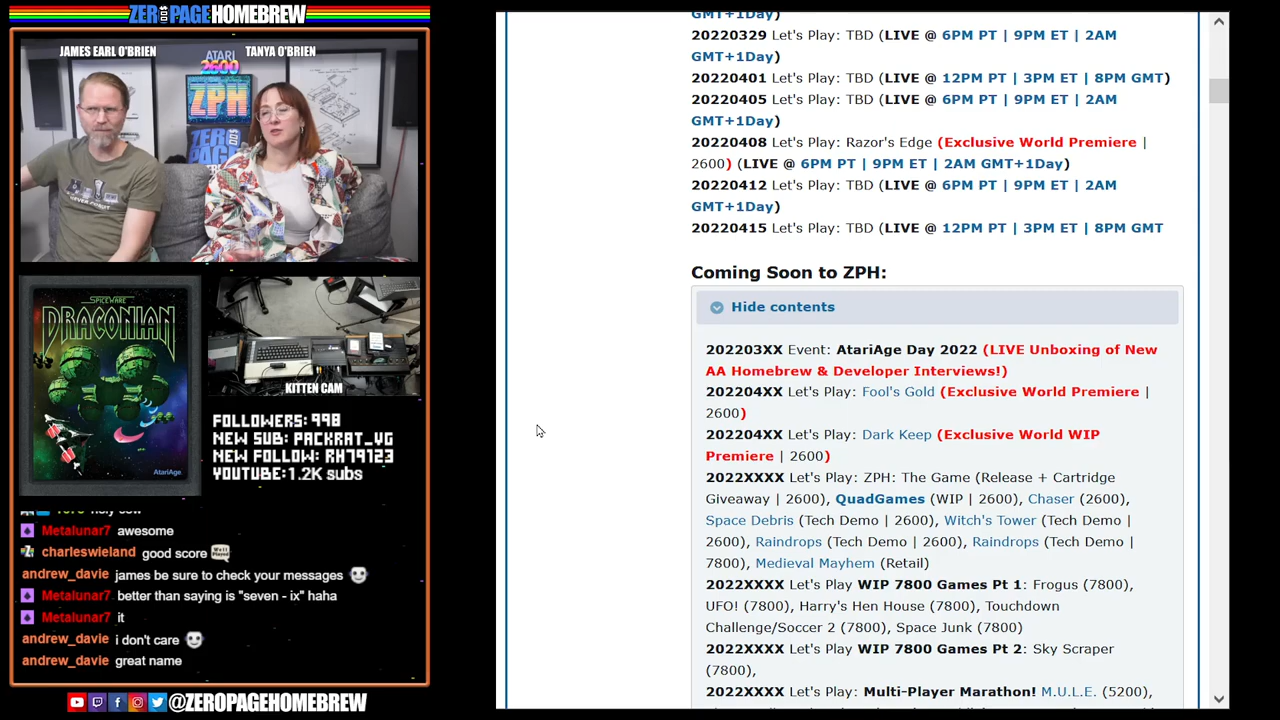 ZEROPAGEHOMEBREW
JAMES EARL O'BRIEN
TANYA O'BRIEN
ATARI
2600
ZPH
SPICEWARE
DRACONIAN
AtariAge
KITTEN CAM
FOLLOWERS: 998
NEW SUB: PACKRAT_VG
NEW FOLLOW: RH79123
YOUTUBE: 1.2K subs
Metalunar7 awesome
charleswieland good score
andrew_davie james be sure to check your messages
Metalunar7 better than saying is "seven - ix" haha
Metalunar7 it
andrew_davie i don't care
andrew_davie great name
@ZEROPAGEHOMEBREW
GMT+1Day)
20220329 Let's Play: TBD (LIVE @ 6PM PT | 9PM ET | 2AM
GMT+1Day)
20220401 Let's Play: TBD (LIVE @ 12PM PT | 3PM ET | 8PM GMT)
20220405 Let's Play: TBD (LIVE @ 6PM PT | 9PM ET | 2AM
GMT+1Day)
20220408 Let's Play: Razor's Edge (Exclusive World Premiere |
2600) (LIVE @ 6PM PT | 9PM ET | 2AM GMT+1Day)
20220412 Let's Play: TBD (LIVE @ 6PM PT | 9PM ET | 2AM
GMT+1Day)
20220415 Let's Play: TBD (LIVE @ 12PM PT | 3PM ET | 8PM GMT
Coming Soon to ZPH:
Hide contents
202203XX Event: AtariAge Day 2022 (LIVE Unboxing of New
AA Homebrew & Developer Interviews!)
202204XX Let's Play: Fool's Gold (Exclusive World Premiere |
2600)
202204XX Let's Play: Dark Keep (Exclusive World WIP
Premiere | 2600)
2022XXXX Let's Play: ZPH: The Game (Release + Cartridge
Giveaway | 2600), QuadGames (WIP | 2600), Chaser (2600),
Space Debris (Tech Demo | 2600), Witch's Tower (Tech Demo |
2600), Raindrops (Tech Demo | 2600), Raindrops (Tech Demo |
7800), Medieval Mayhem (Retail)
2022XXXX Let's Play WIP 7800 Games Pt 1: Frogus (7800),
UFO! (7800), Harry's Hen House (7800), Touchdown
Challenge/Soccer 2 (7800), Space Junk (7800)
2022XXXX Let's Play WIP 7800 Games Pt 2: Sky Scraper
(7800),
2022XXXX Let's Play: Multi-Player Marathon! M.U.L.E. (5200),